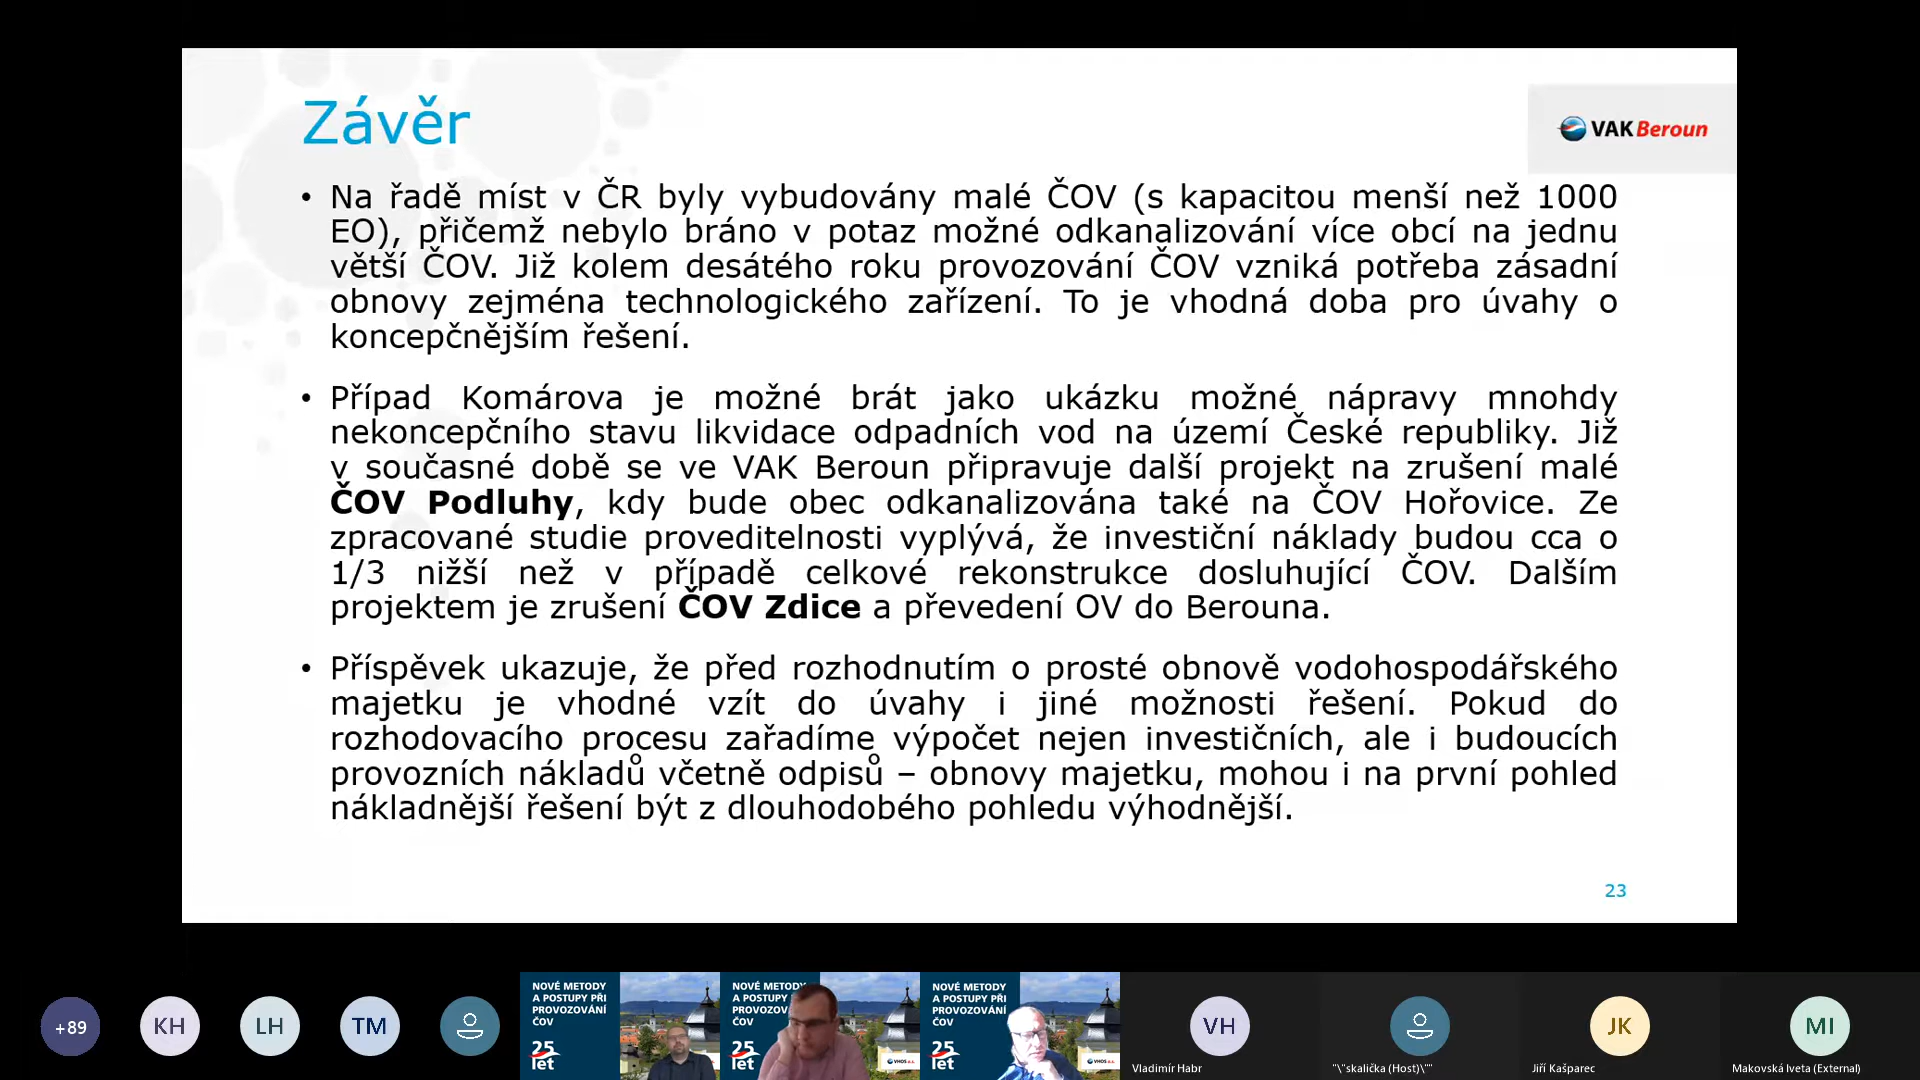 Závěr
VAK Beroun
• Na řadě míst v ČR byly vybudovány malé ČOV (s kapacitou menší než 1000
EO), přičemž nebylo bráno v potaz možné odkanalizování více obcí na jednu
větší ČOV. Již kolem desátého roku provozování ČOV vzniká potřeba zásadní
obnovy zejména technologického zařízení. To je vhodná doba pro úvahy o
koncepčnějším řešení.
• Případ Komárova je možné brát jako ukázku možné nápravy mnohdy
nekoncepčního stavu likvidace odpadních vod na území České republiky. Již
v současné době se ve VAK Beroun připravuje další projekt na zrušení malé
ČOV Podluhy, kdy bude obec odkanalizována také na ČOV Hořovice. Ze
zpracované studie proveditelnosti vyplývá, že investiční náklady budou cca o
1/3 nižší než v případě celkové rekonstrukce dosluhující ČOV. Dalším
projektem je zrušení ČOV Zdice a převedení OV do Berouna.
• Příspěvek ukazuje, že před rozhodnutím o prosté obnově vodohospodářského
majetku je vhodné vzít do úvahy i jiné možnosti řešení. Pokud do
rozhodovacího procesu zařadíme výpočet nejen investičních, ale i budoucích
provozních nákladů včetně odpisů – obnovy majetku, mohou i na první pohled
nákladnější řešení být z dlouhodobého pohledu výhodnější.
23
+89
KH
LH
TM
NOVÉ METODY
A POSTUPY PŘI
PROVOZOVÁNÍ
ČOV
25
let
NOVÉ METODY
A POSTUPY
PROVOZO
ČOV
25
let
VHOS a.s.
NOVÉ METODY
A POSTUPY PŘI
PROVOZOVÁNÍ
ČOV
25
let
VHOS a.s.
VH
Vladimír Habr
"\"skalička (Host)\""
JK
Jiří Kašparec
MI
Makovská Iveta (External)